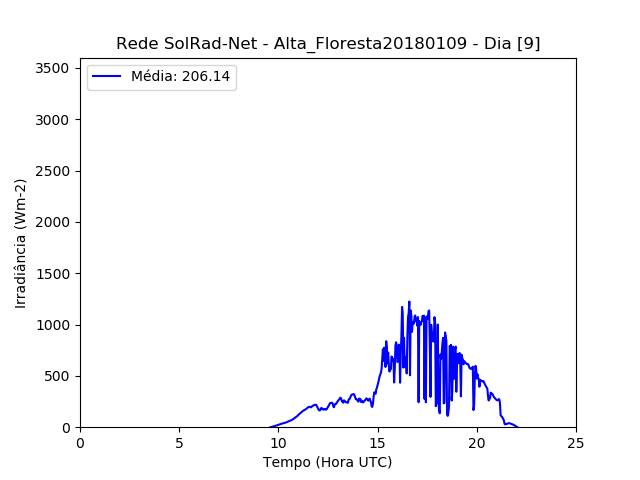 Rede SolRad-Net - Alta_Floresta20180109 - Dia [9]
Média: 206.14
Irradiância (Wm-2)
3500
3000
2500
2000
1500
1000
500
0
0 5 10 15 20 25
Tempo (Hora UTC)